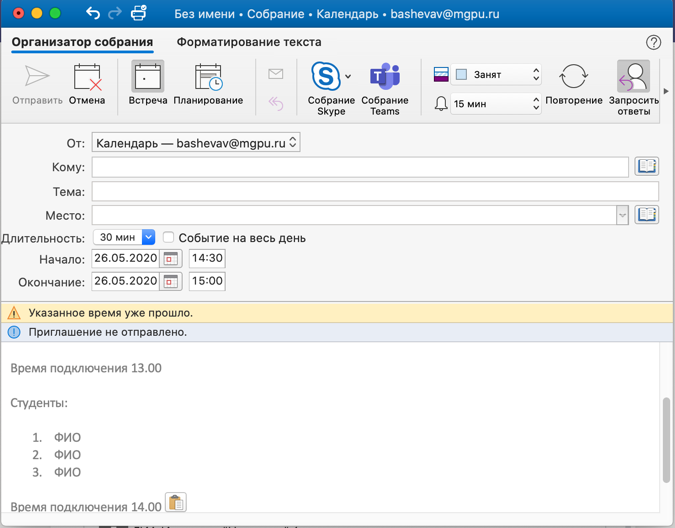 Без имени • Собрание • Календарь • bashevav@mgpu.ru
Организатор собрания Форматирование текста ?
Отправить Отмена Встреча Планирование Собрание Skype Собрание Teams Занят 15 мин Повторение Запросить ответы
От: Календарь — bashevav@mgpu.ru
Кому:
Тема:
Место:
Длительность: 30 мин Событие на весь день
Начало: 26.05.2020 14:30
Окончание: 26.05.2020 15:00
Указанное время уже прошло.
Приглашение не отправлено.
Время подключения 13.00
Студенты:
1. ФИО
2. ФИО
3. ФИО
Время подключения 14.00